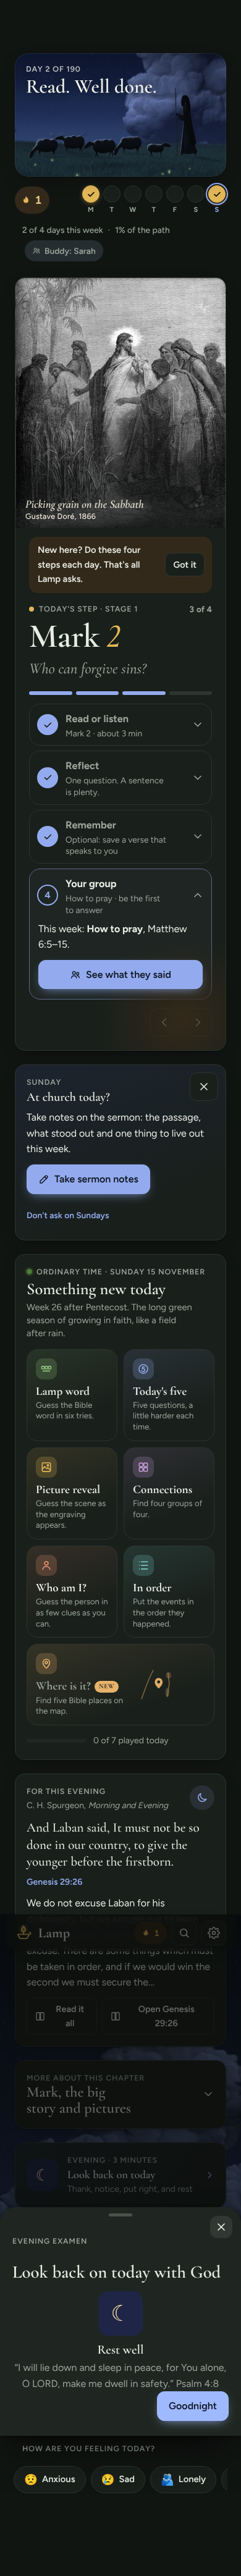 DAY 2 OF 190
Read. Well done.
1
M T W T F S S
2 of 4 days this week · 1% of the path
Buddy: Sarah
Picking grain on the Sabbath
Gustave Doré, 1866
New here? Do these four
steps each day. That's all
Lamp asks.
Got it
TODAY'S STEP · STAGE 1
3 of 4
Mark 2
Who can forgive sins?
Read or listen
Mark 2 · about 3 min
Reflect
One question. A sentence
is plenty.
Remember
Optional: save a verse that
speaks to you
4
Your group
How to pray · be the first
to answer
This week: How to pray, Matthew
6:5–15.
See what they said
SUNDAY
At church today?
Take notes on the sermon: the passage,
what stood out and one thing to live out
this week.
Take sermon notes
Don't ask on Sundays
ORDINARY TIME · SUNDAY 15 NOVEMBER
Something new today
Week 26 after Pentecost. The long green
season of growing in faith, like a field
after rain.
Lamp word
Guess the Bible
word in six tries.
Today's five
Five questions, a
little harder each
time.
Picture reveal
Guess the scene as
the engraving
appears.
Connections
Find four groups of
four.
Who am I?
Guess the person in
as few clues as you
can.
In order
Put the events in
the order they
happened.
Where is it? NEW
Find five Bible places on
the map.
0 of 7 played today
FOR THIS EVENING
C. H. Spurgeon, Morning and Evening
And Laban said, It must not be so
done in our country, to give the
younger before the firstborn.
Genesis 29:26
We do not excuse Laban for his
Lamp
1
excuse. There are some things which must
be taken in order, and if we would win the
second we must secure the...
Read it
all
Open Genesis
29:26
MORE ABOUT THIS CHAPTER
Mark, the big
story and pictures
EVENING · 3 MINUTES
Look back on today
Thank, notice, put right, and rest
EVENING EXAMEN
Look back on today with God
Rest well
"I will lie down and sleep in peace, for You alone,
O LORD, make me dwell in safety." Psalm 4:8
Goodnight
HOW ARE YOU FEELING TODAY?
Anxious
Sad
Lonely